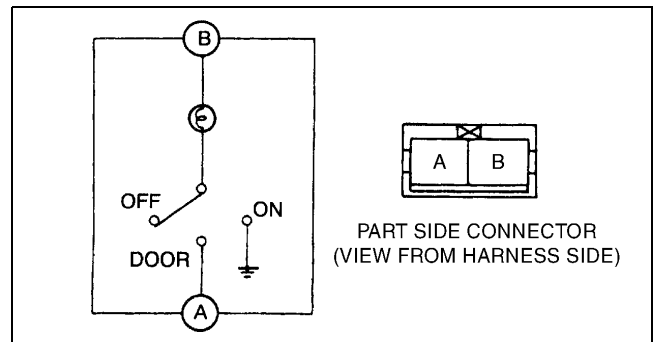 B
OFF
ON
DOOR
A
A B
PART SIDE CONNECTOR
(VIEW FROM HARNESS SIDE)